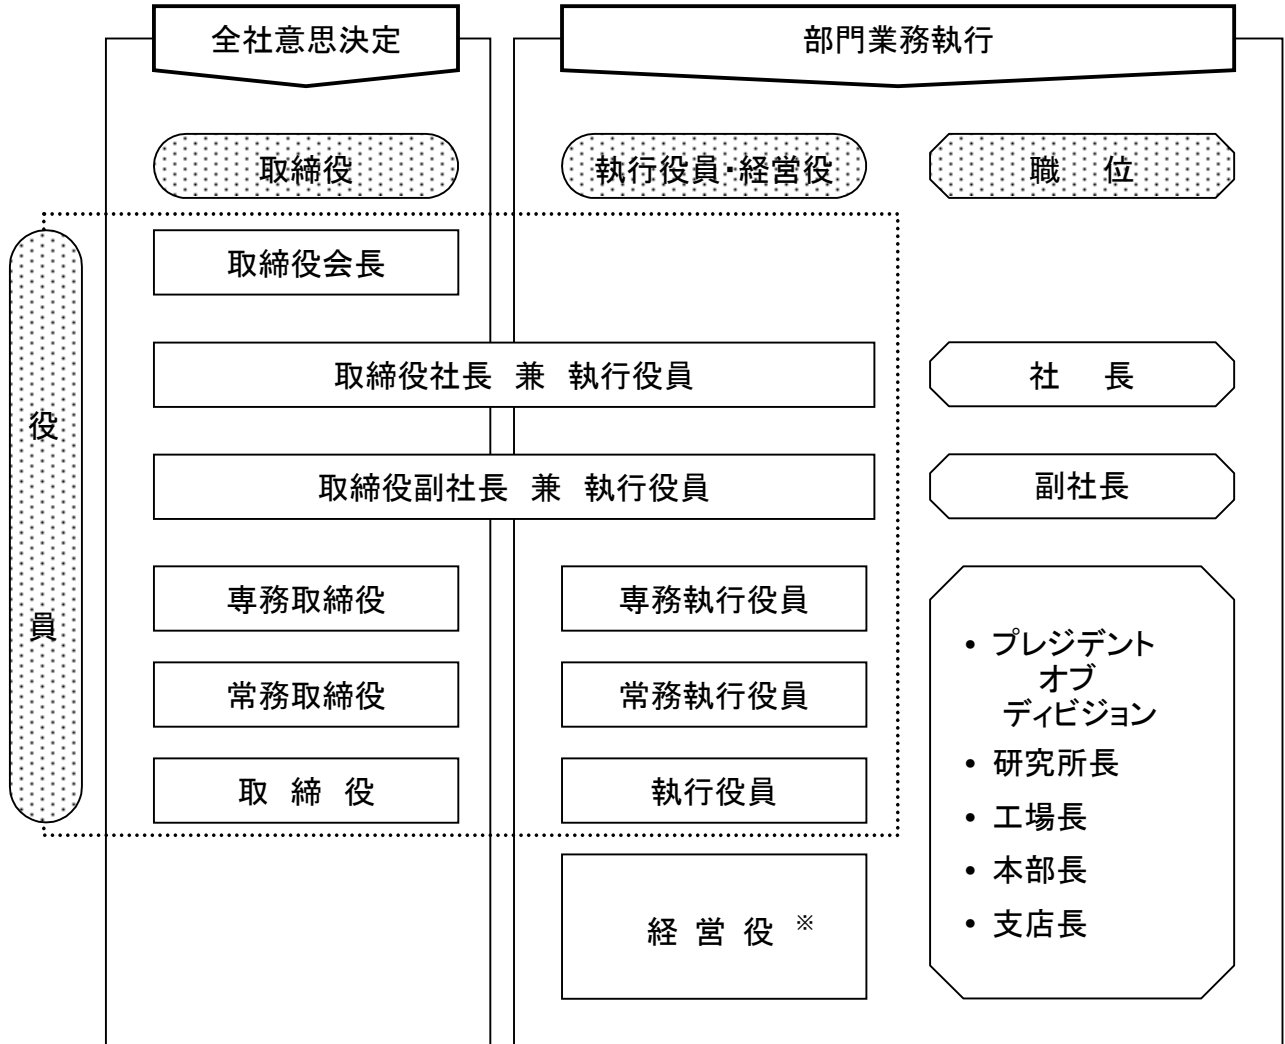 全社意思決定
部門業務執行
取締役
執行役員・経営役
職 位
役
員
取締役会長
取締役社長 兼 執行役員
社 長
取締役副社長 兼 執行役員
副社長
専務取締役
専務執行役員
常務取締役
常務執行役員
取 締 役
執行役員
経 営 役 ※
• プレジデント
オブ
ディビジョン
• 研究所長
• 工場長
• 本部長
• 支店長